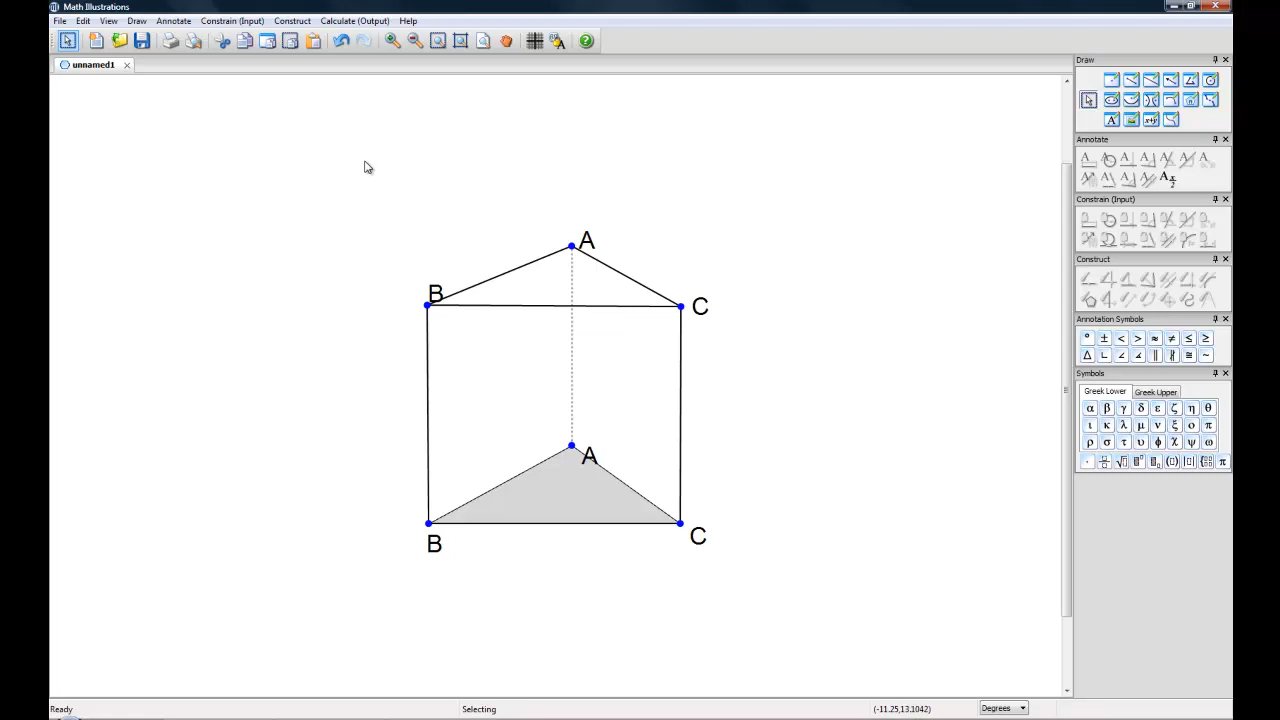 Math Illustrations
File Edit View Draw Annotate Constrain (Input) Construct Calculate (Output) Help
unnamed1
Draw
Annotate
Constrain (Input)
Construct
Annotation Symbols
° ± < > ≈ ≠ ≤ ≥
Δ ∟ ∠ ∡ ∥ ∦ ≅ ~
Symbols
Greek Lower Greek Upper
α β γ δ ε ζ η θ
ι κ λ μ ν ξ ο π
ρ σ τ υ φ χ ψ ω
A
B
C
A
B
C
Ready Selecting (-11.25,13.1042) Degrees